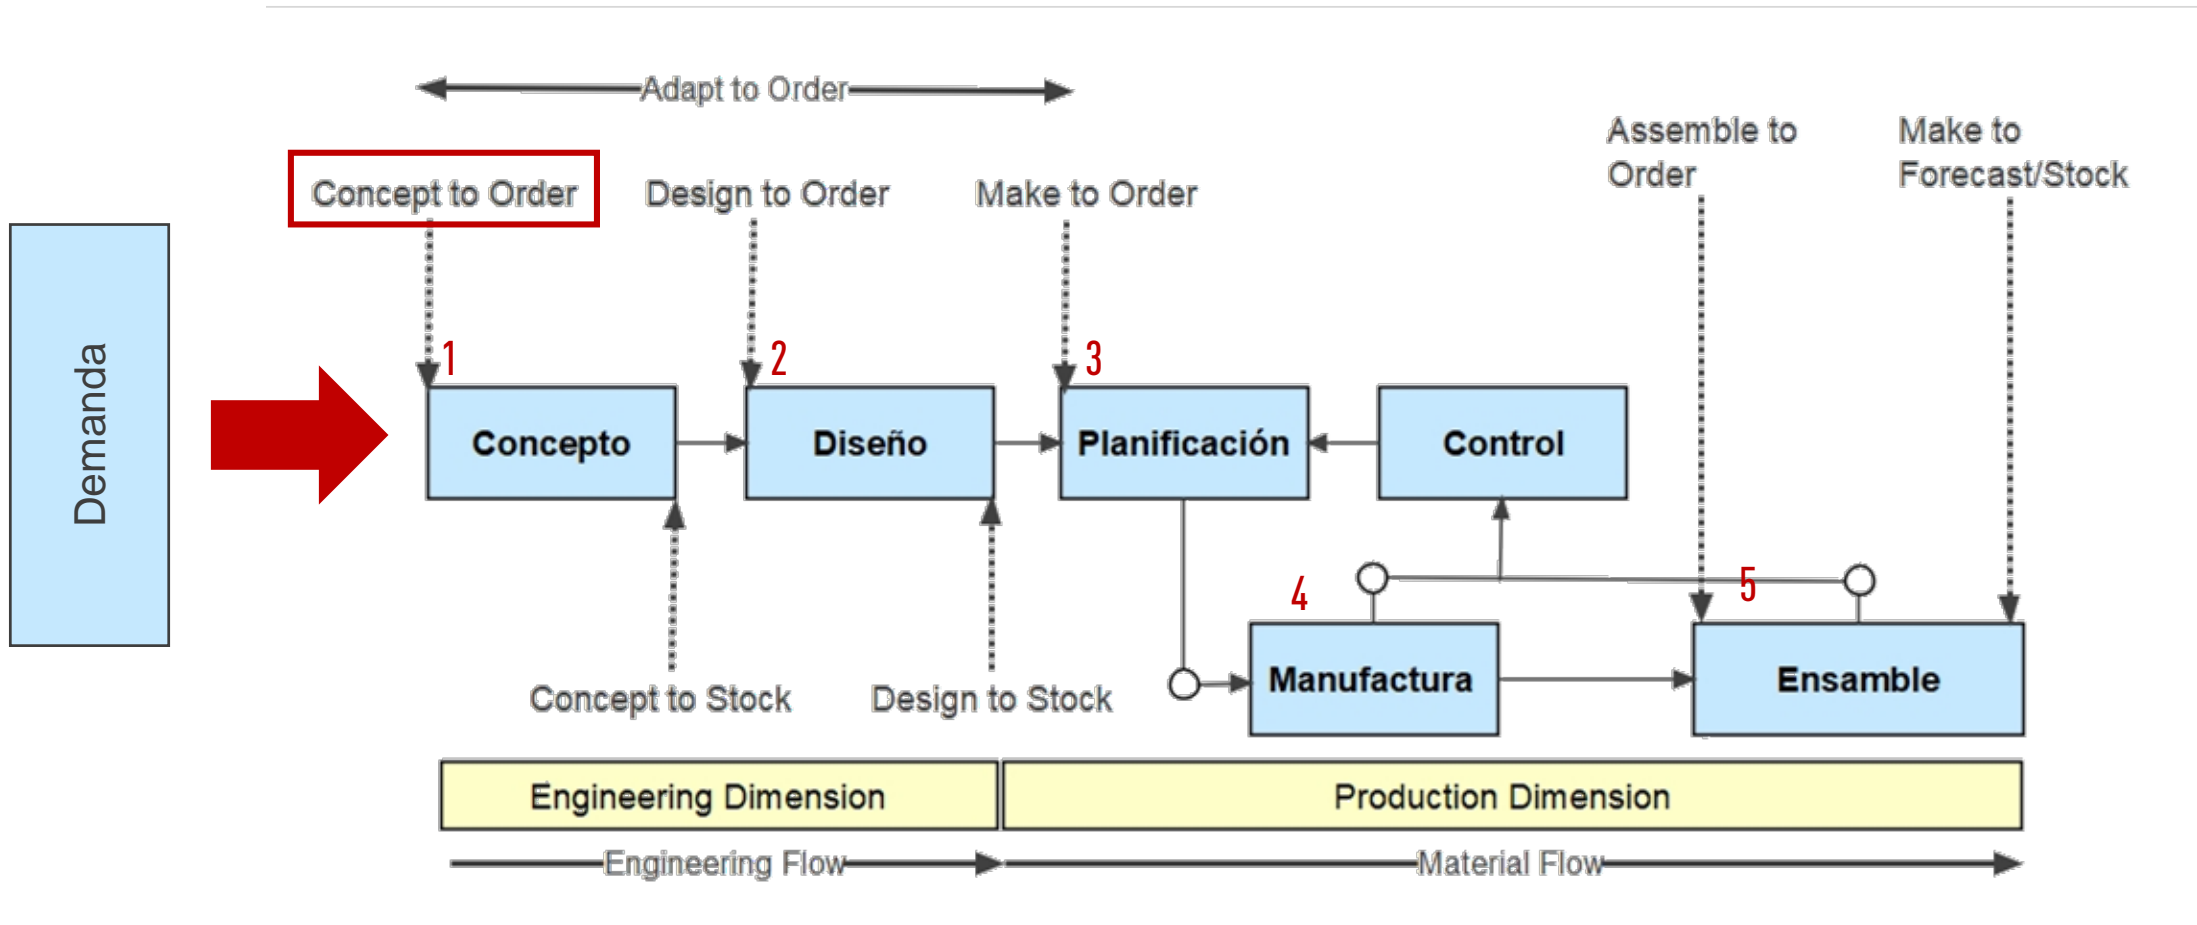 Adapt to Order
Assemble to
Order
Make to
Forecast/Stock
Concept to Order
Design to Order
Make to Order
Demanda
1
2
3
Concepto
Diseño
Planificación
Control
4
5
Manufactura
Ensamble
Concept to Stock
Design to Stock
Engineering Dimension
Production Dimension
Engineering Flow
Material Flow